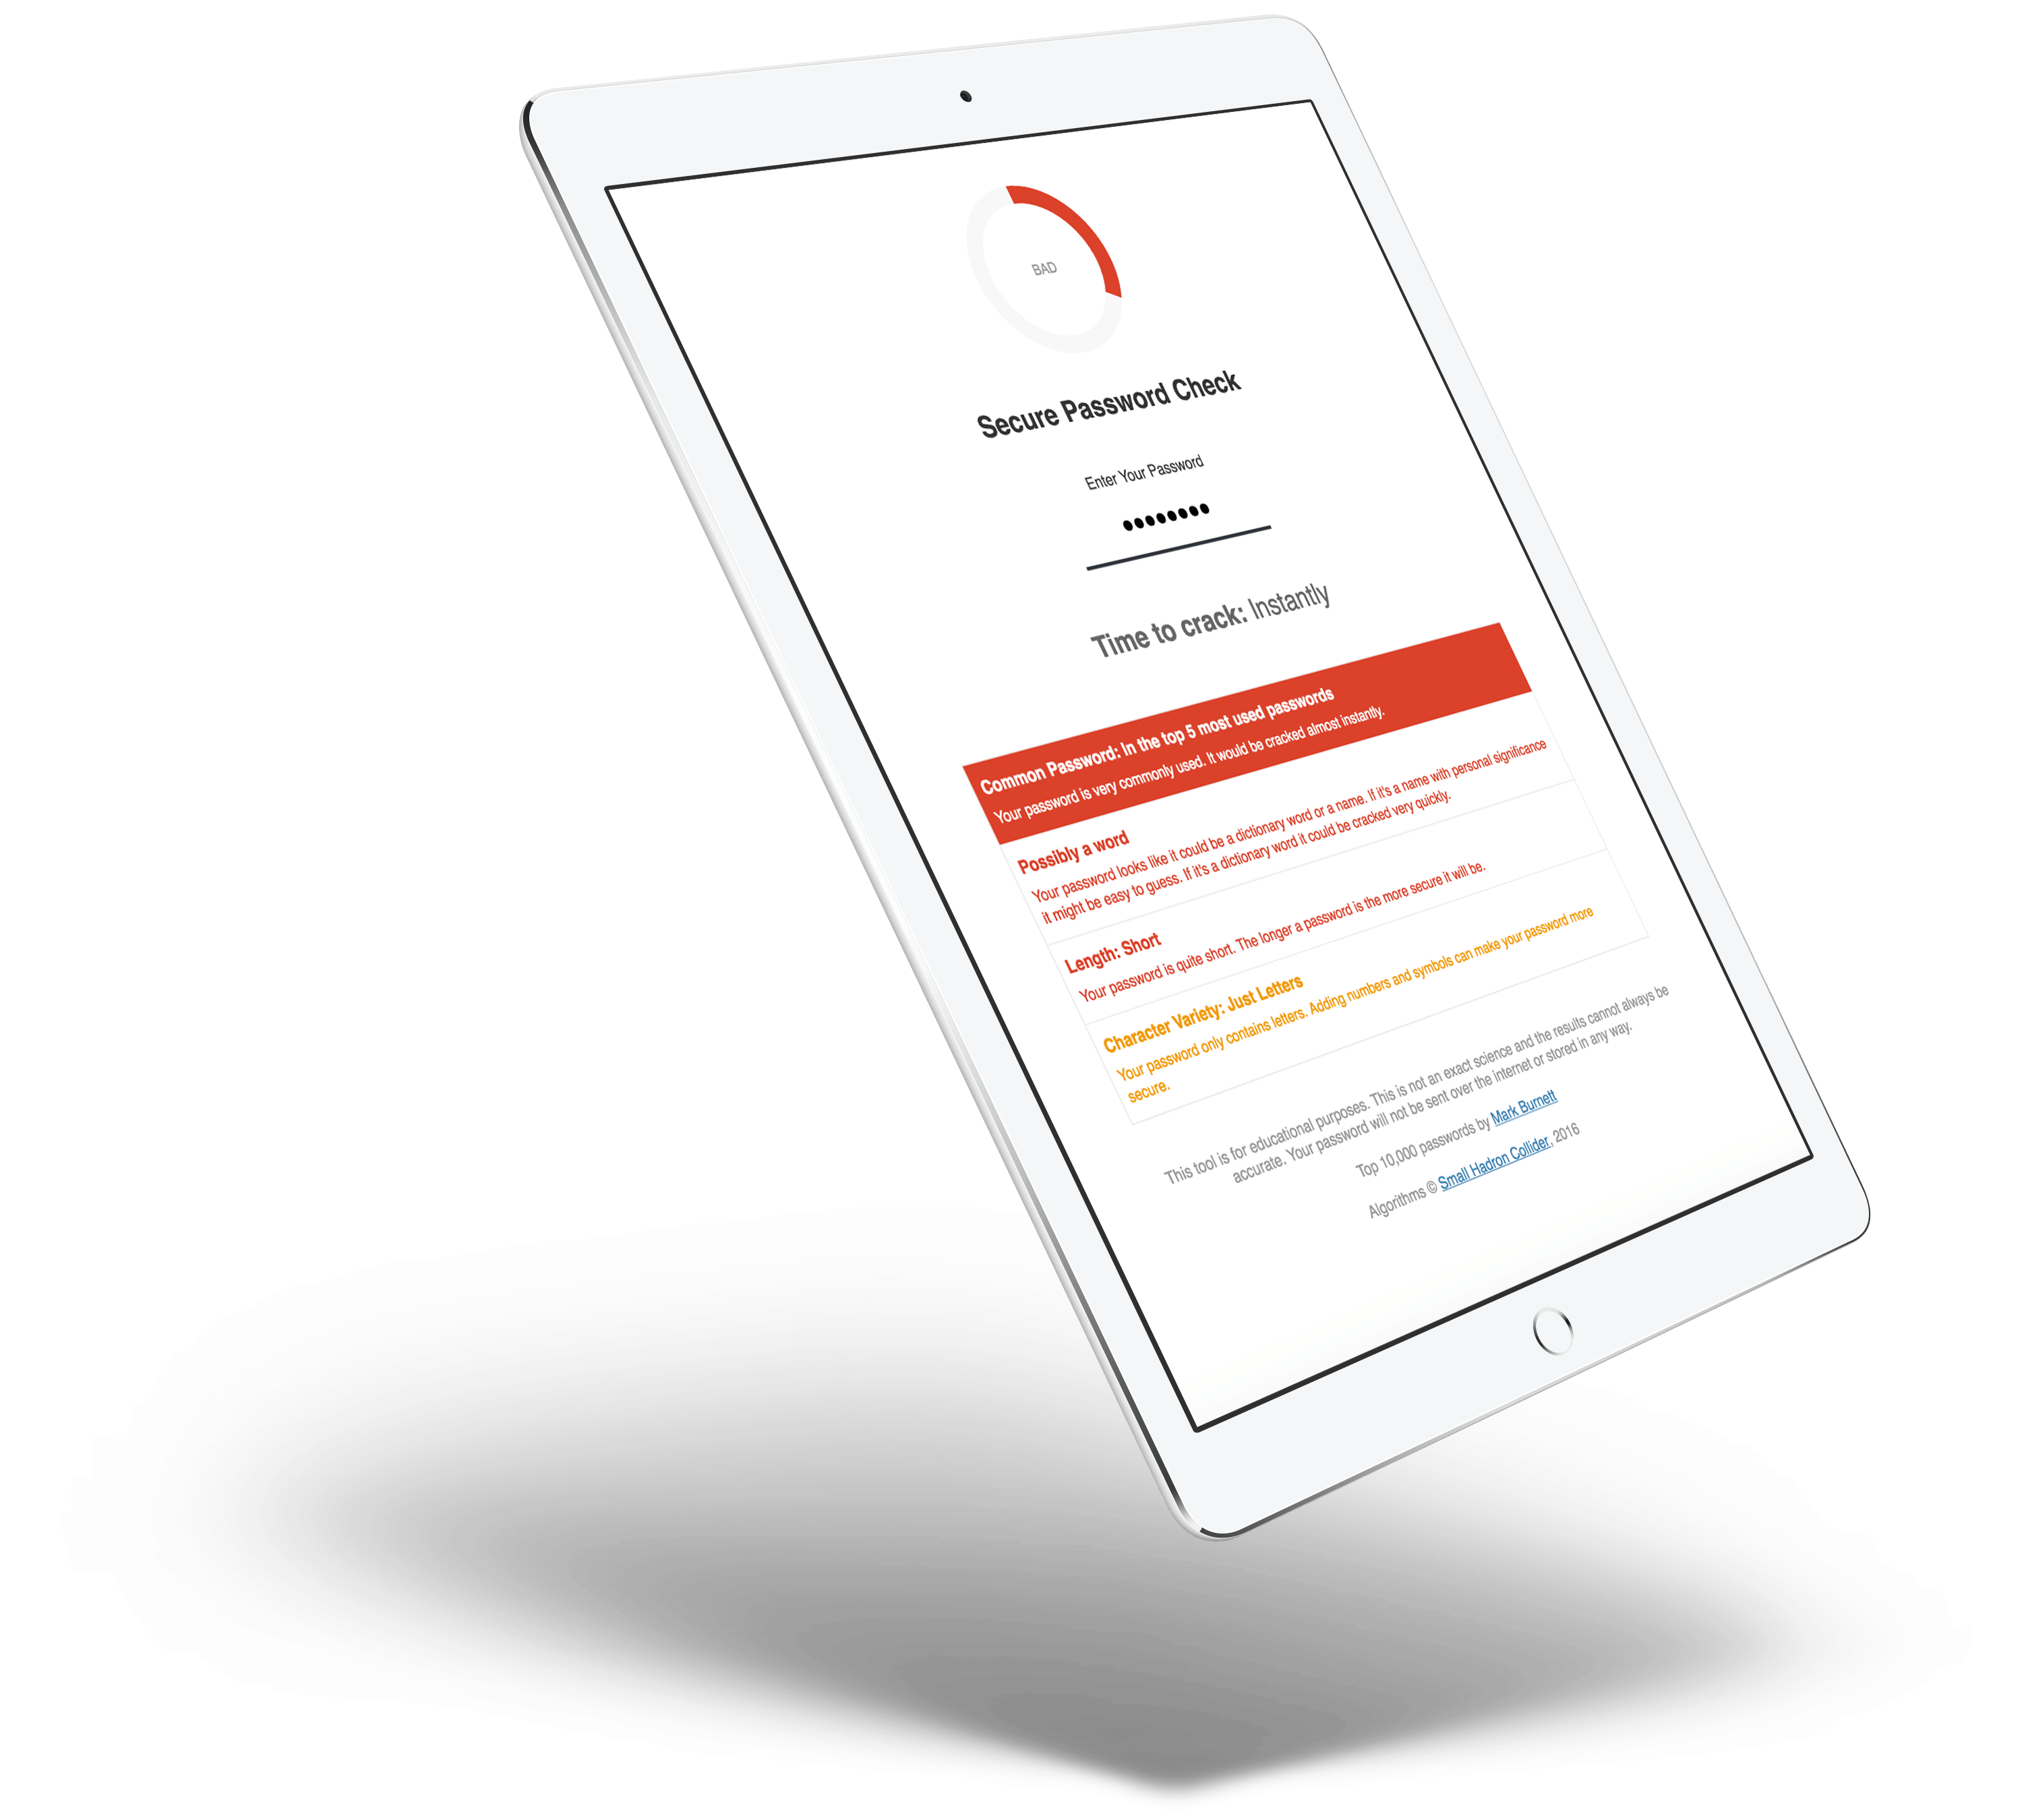 BAD
Secure Password Check
Enter Your Password
••••••••
Time to crack: Instantly
Common Password: In the top 5 most used passwords
Your password is very commonly used. It would be cracked almost instantly.
Possibly a word
Your password looks like it could be a dictionary word or a name. If it's a name with personal significance
it might be easy to guess. If it's a dictionary word it could be cracked very quickly.
Length: Short
Your password is quite short. The longer a password is the more secure it will be.
Character Variety: Just Letters
Your password only contains letters. Adding numbers and symbols can make your password more
secure.
This tool is for educational purposes. This is not an exact science and the results cannot always be
accurate. Your password will not be sent over the internet or stored in any way.
Top 10,000 passwords by Mark Burnett
Algorithms © Small Hadron Collider, 2016